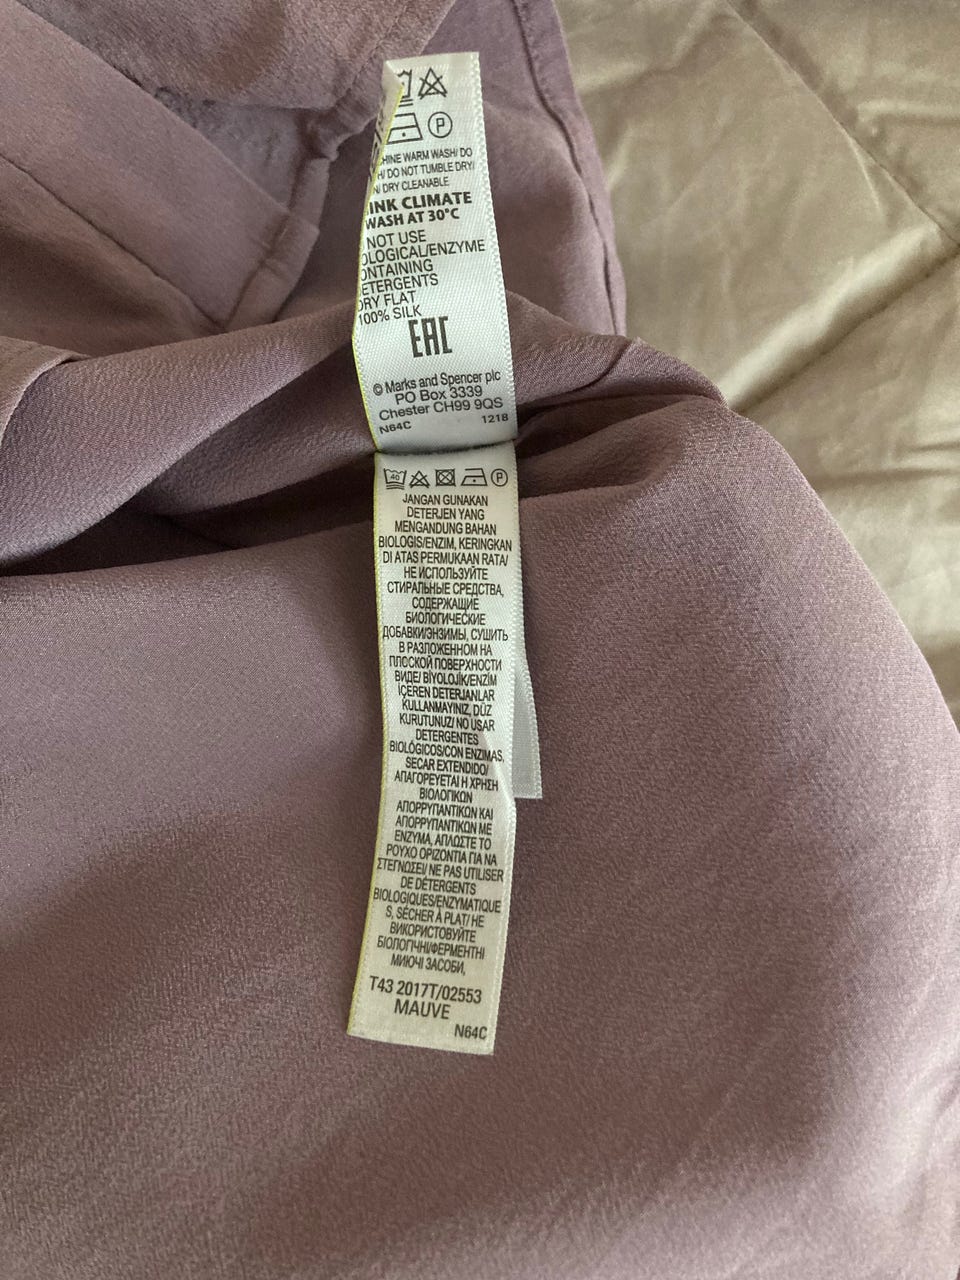 P
HINE WARM WASH/ DO
H/ DO NOT TUMBLE DRY/
N/ DRY CLEANABLE
INK CLIMATE
WASH AT 30°C
NOT USE
OLOGICAL/ENZYME
ONTAINING
ETERGENTS
DRY FLAT
100% SILK
EAC
© Marks and Spencer plc
PO Box 3339
Chester CH99 9QS
N64C 1218
40 P
JANGAN GUNAKAN
DETERJEN YANG
MENGANDUNG BAHAN
BIOLOGIS/ENZIM, KERINGKAN
DI ATAS PERMUKAAN RATA/
НЕ ИСПОЛЬЗУЙТЕ
СТИРАЛЬНЫЕ СРЕДСТВА,
СОДЕРЖАЩИЕ
БИОЛОГИЧЕСКИЕ
ДОБАВКИ/ЭНЗИМЫ, СУШИТЬ
В РАЗЛОЖЕННОМ НА
ПЛОСКОЙ ПОВЕРХНОСТИ
ВИДЕ/ BİYOLOJİK/ENZİM
İÇEREN DETERJANLAR
KULLANMAYINIZ, DÜZ
KURUTUNUZ/ NO USAR
DETERGENTES
BIOLÓGICOS/CON ENZIMAS,
SECAR EXTENDIDO/
ΑΠΑΓΟΡΕΥΕΤΑΙ Η ΧΡΗΣΗ
ΒΙΟΛΟΓΙΚΩΝ
ΑΠΟΡΡΥΠΑΝΤΙΚΩΝ ΚΑΙ
ΑΠΟΡΡΥΠΑΝΤΙΚΩΝ ΜΕ
ΕΝΖΥΜΑ, ΑΠΛΩΣΤΕ ΤΟ
ΡΟΥΧΟ ΟΡΙΖΟΝΤΙΑ ΓΙΑ ΝΑ
ΣΤΕΓΝΩΣΕΙ/ NE PAS UTILISER
DE DÉTERGENTS
BIOLOGIQUES/ENZYMATIQUE
S, SÉCHER À PLAT/ НЕ
ВИКОРИСТОВУЙТЕ
БІОЛОГІЧНІ/ФЕРМЕНТНІ
МИЮЧІ ЗАСОБИ,
T43 2017T/02553
MAUVE
N64C